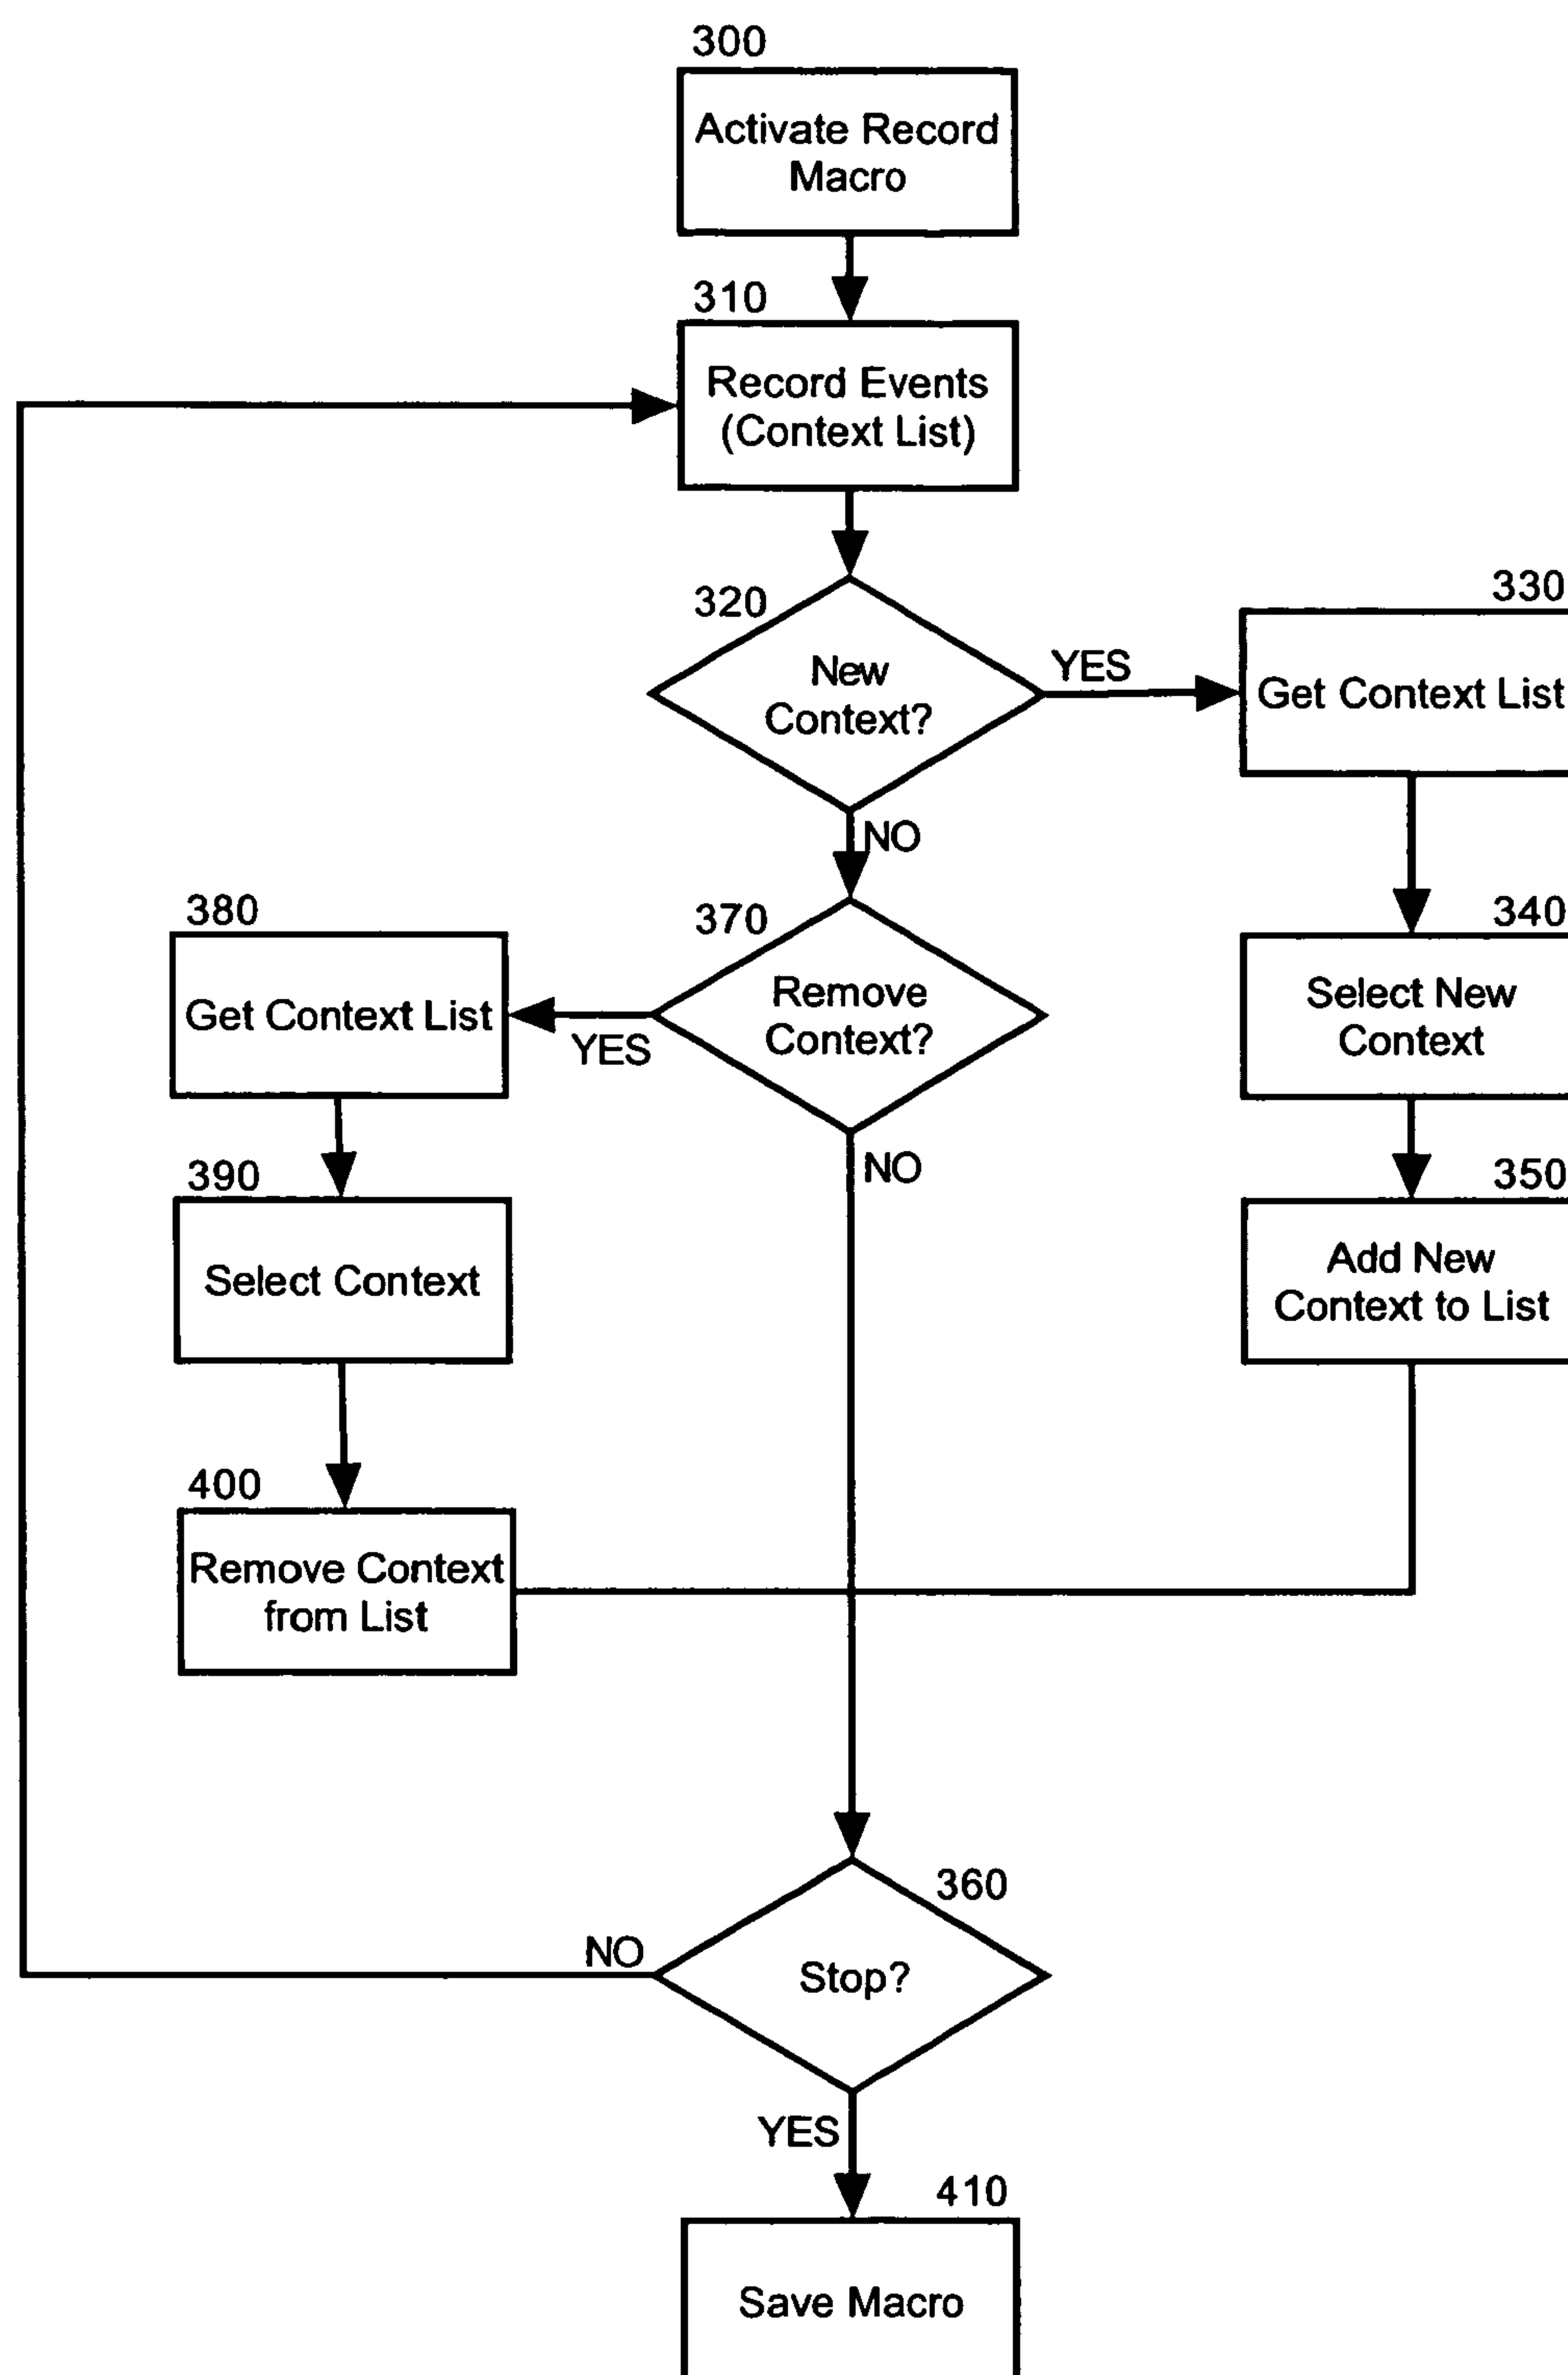 300
Activate Record
Macro
310
Record Events
(Context List)
320
New
Context?
YES
NO
330
Get Context List
340
Select New
Context
350
Add New
Context to List
370
Remove
Context?
YES
NO
380
Get Context List
390
Select Context
400
Remove Context
from List
360
Stop?
NO
YES
410
Save Macro